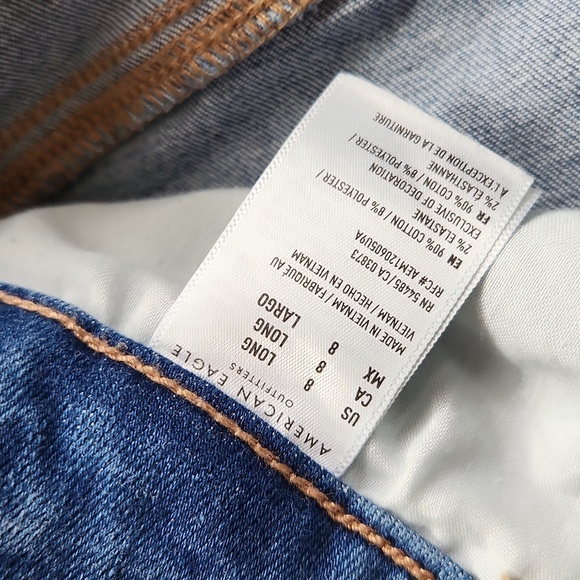 AMERICAN EAGLE
OUTFITTERS
US 8 LONG
CA 8 LONG
MX 8 LARGO
MADE IN VIETNAM / FABRIQUÉ AU
VIETNAM / HECHO EN VIETNAM
RFC# AEM120605U9A
RN 54485 / CA 03873
EN 90% COTTON / 8% POLYESTER /
2% ELASTANE
EXCLUSIVE OF DECORATION
FR 90% COTON / 8% POLYESTER /
2% ÉLASTHANNE
À L'EXCEPTION DE LA GARNITURE